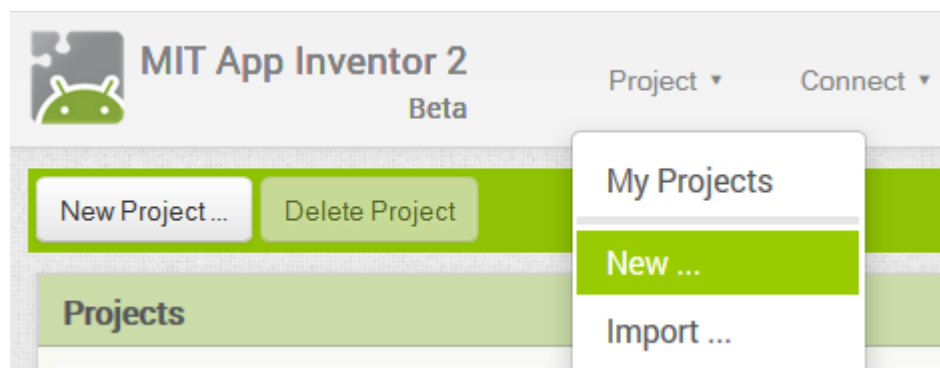 MIT App Inventor 2
Beta
Project ▾
Connect ▾
My Projects
New Project ...
Delete Project
New ...
Projects
Import ...